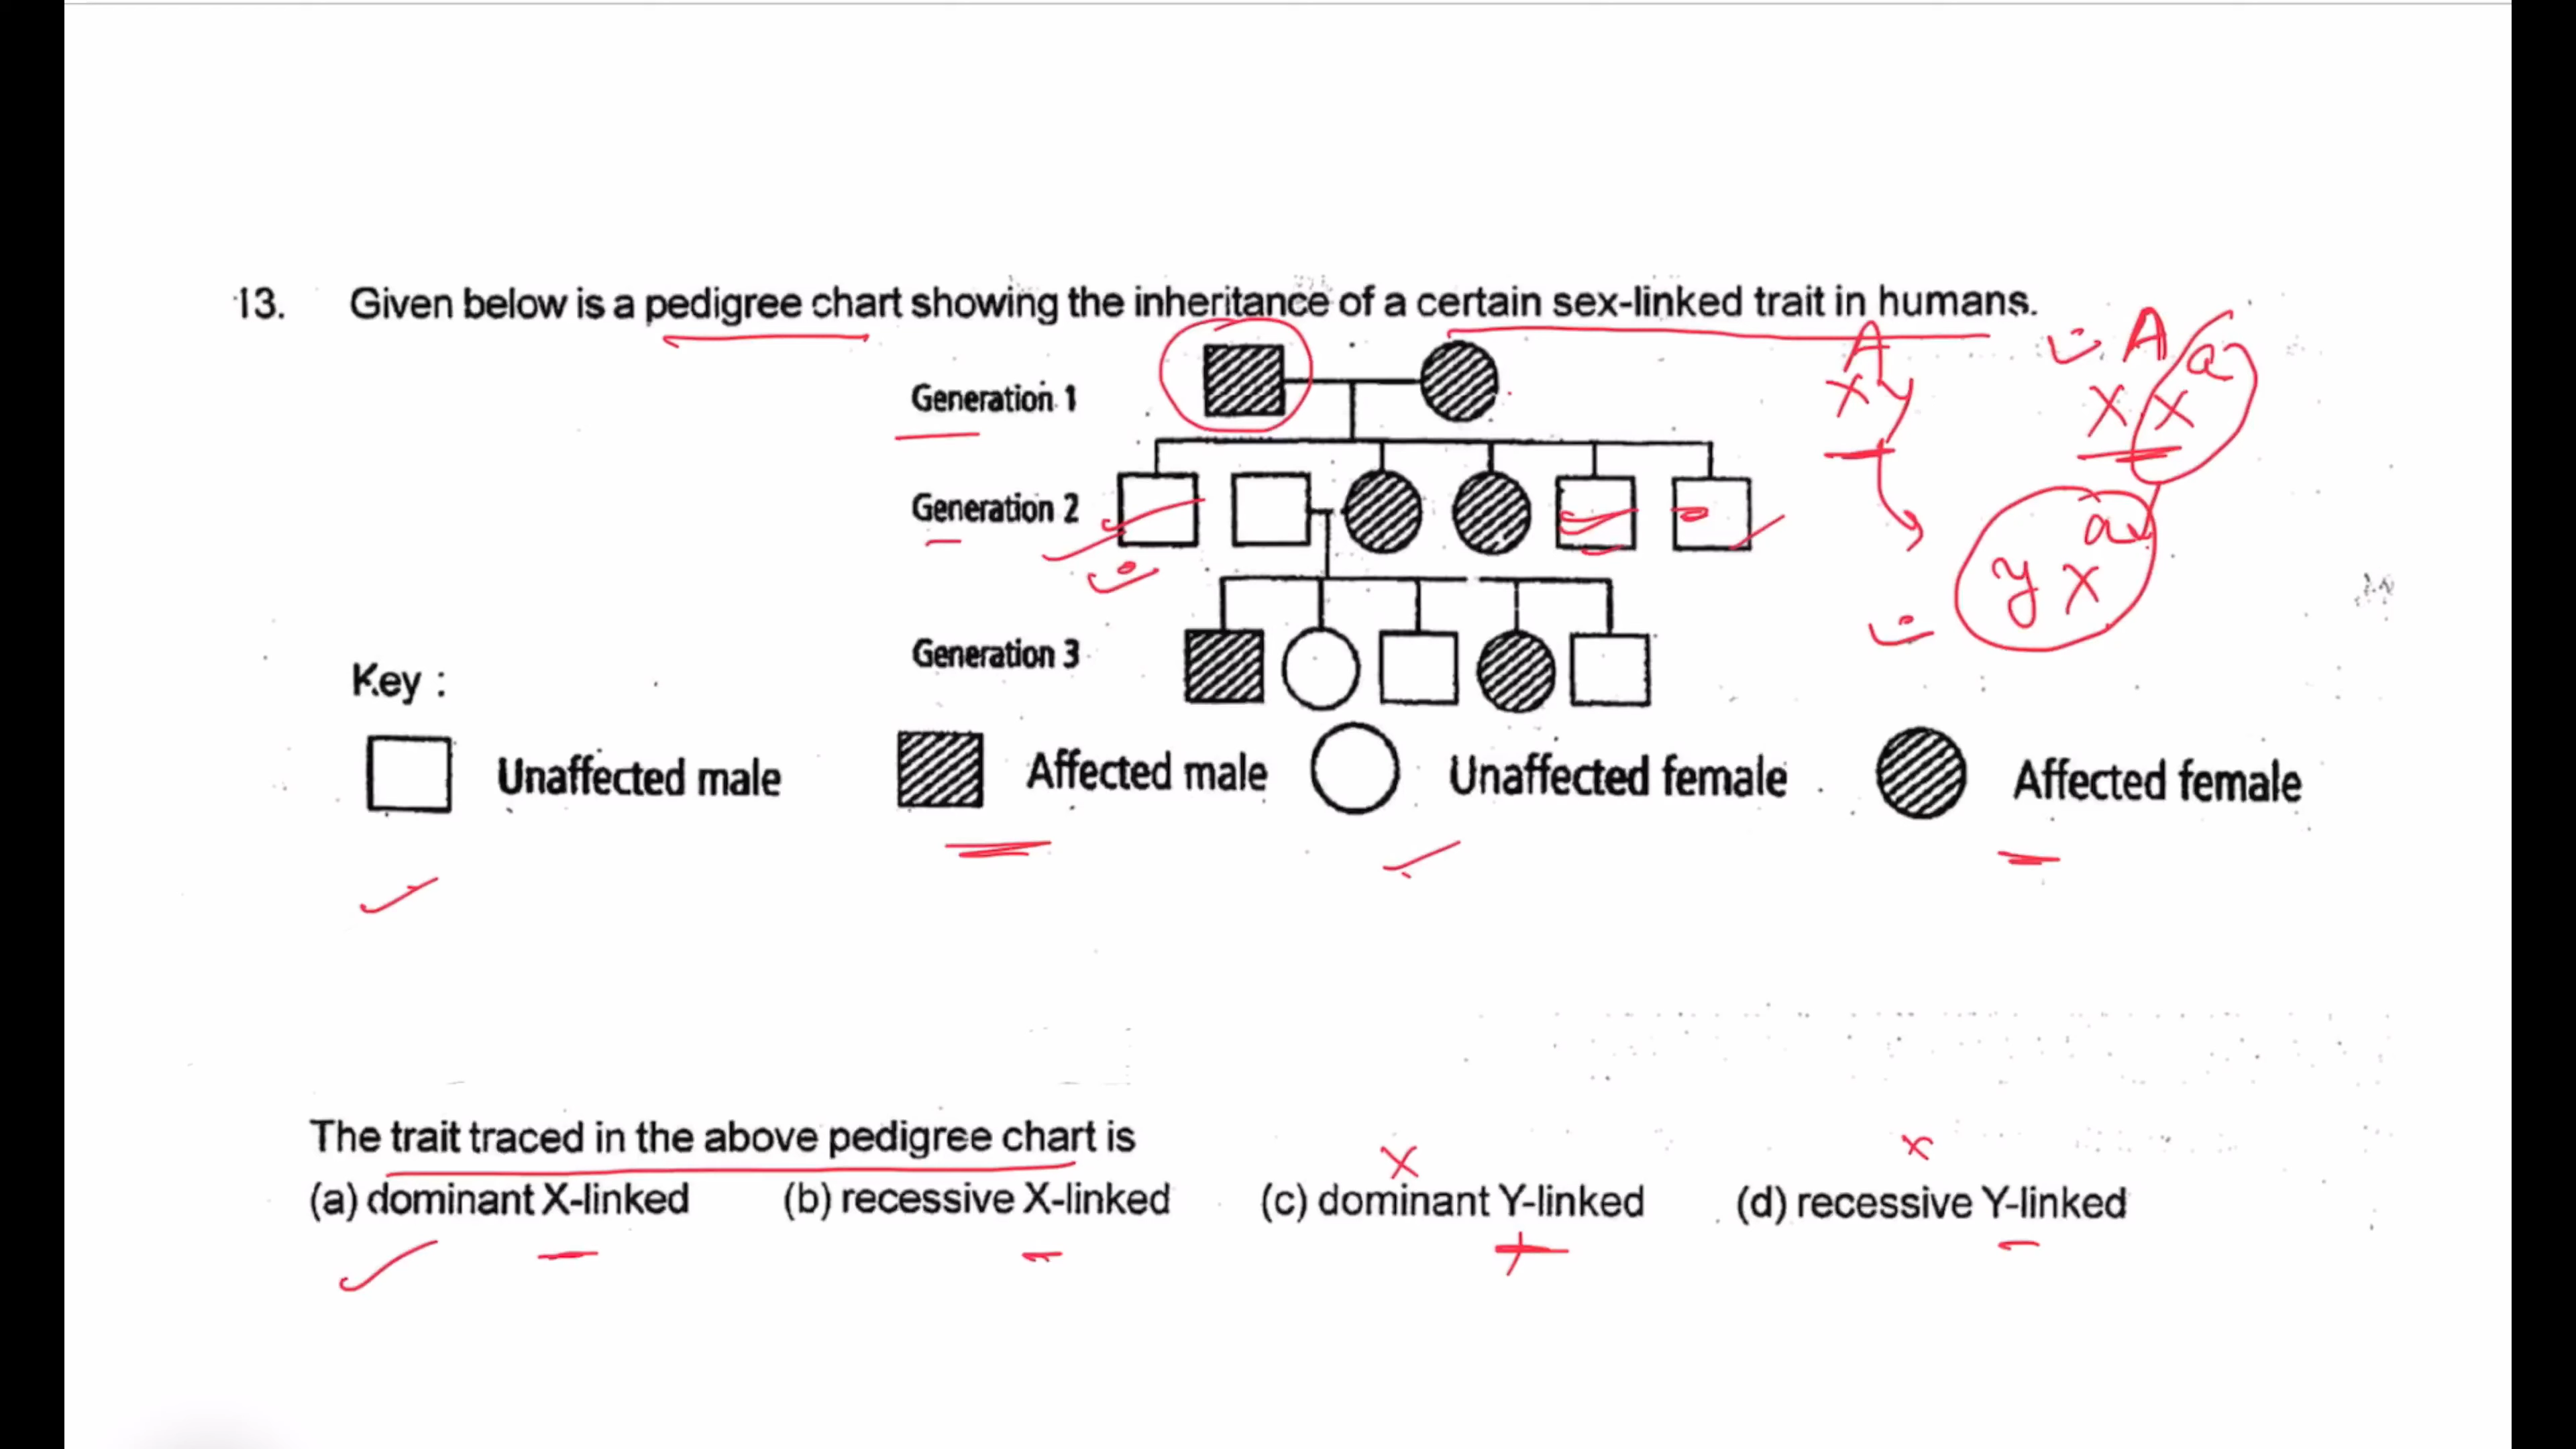 13. Given below is a pedigree chart showing the inheritance of a certain sex-linked trait in humans.
A
X Y
A a
X X
Generation 1
Generation 2
a
y X
Generation 3
Key :
Unaffected male Affected male Unaffected female Affected female
The trait traced in the above pedigree chart is
x x
(a) dominant X-linked (b) recessive X-linked (c) dominant Y-linked (d) recessive Y-linked